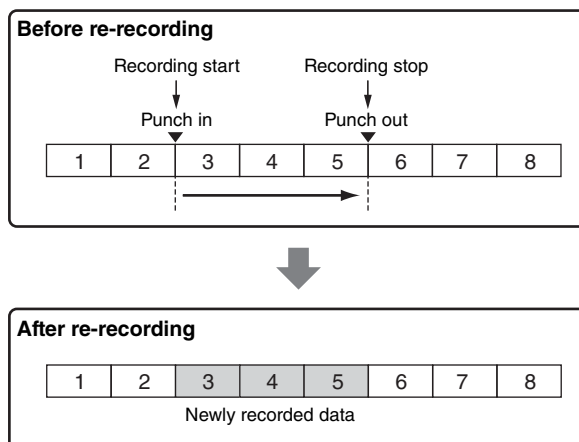 Before re-recording
Recording start Recording stop
Punch in Punch out
1 2 3 4 5 6 7 8
After re-recording
1 2 3 4 5 6 7 8
Newly recorded data